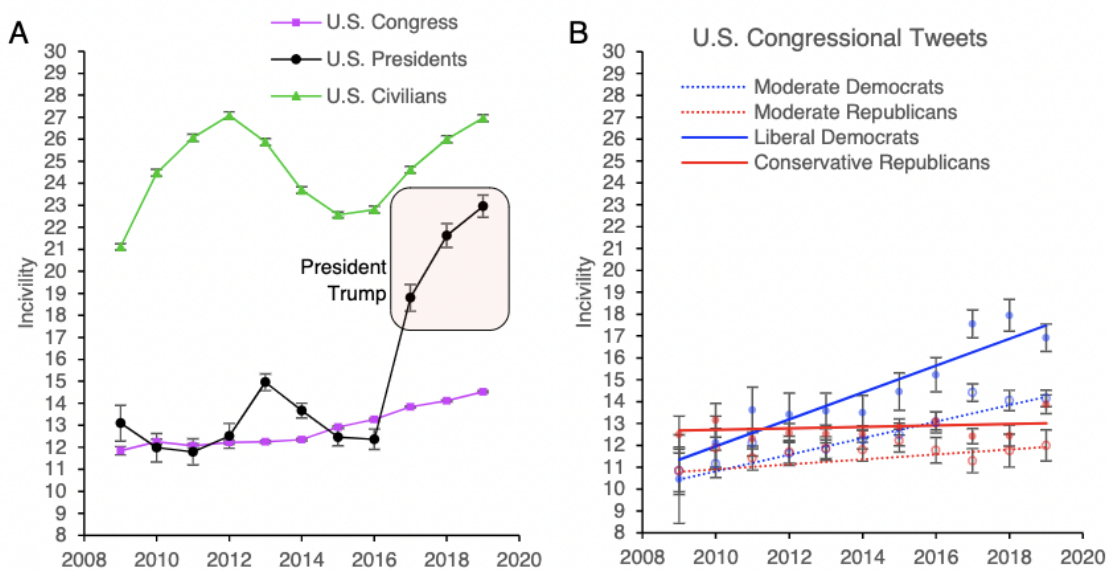 A
U.S. Congress
U.S. Presidents
U.S. Civilians
30
29
28
27
26
25
24
23
22
21
20
19
18
17
16
15
14
13
12
11
10
9
8
Incivility
President
Trump
2008 2010 2012 2014 2016 2018 2020
B
U.S. Congressional Tweets
Moderate Democrats
Moderate Republicans
Liberal Democrats
Conservative Republicans
30
29
28
27
26
25
24
23
22
21
20
19
18
17
16
15
14
13
12
11
10
9
8
Incivility
2008 2010 2012 2014 2016 2018 2020